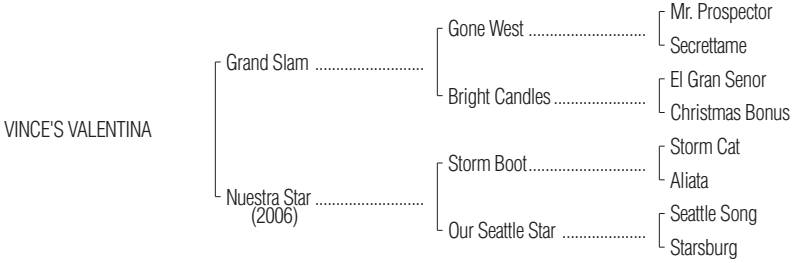 Mr. Prospector
Gone West ............................
Secrettame
Grand Slam ..........................
El Gran Senor
Bright Candles ......................
Christmas Bonus
VINCE'S VALENTINA
Storm Cat
Storm Boot............................
Aliata
Nuestra Star ..........................
(2006)
Seattle Song
Our Seattle Star ....................
Starsburg